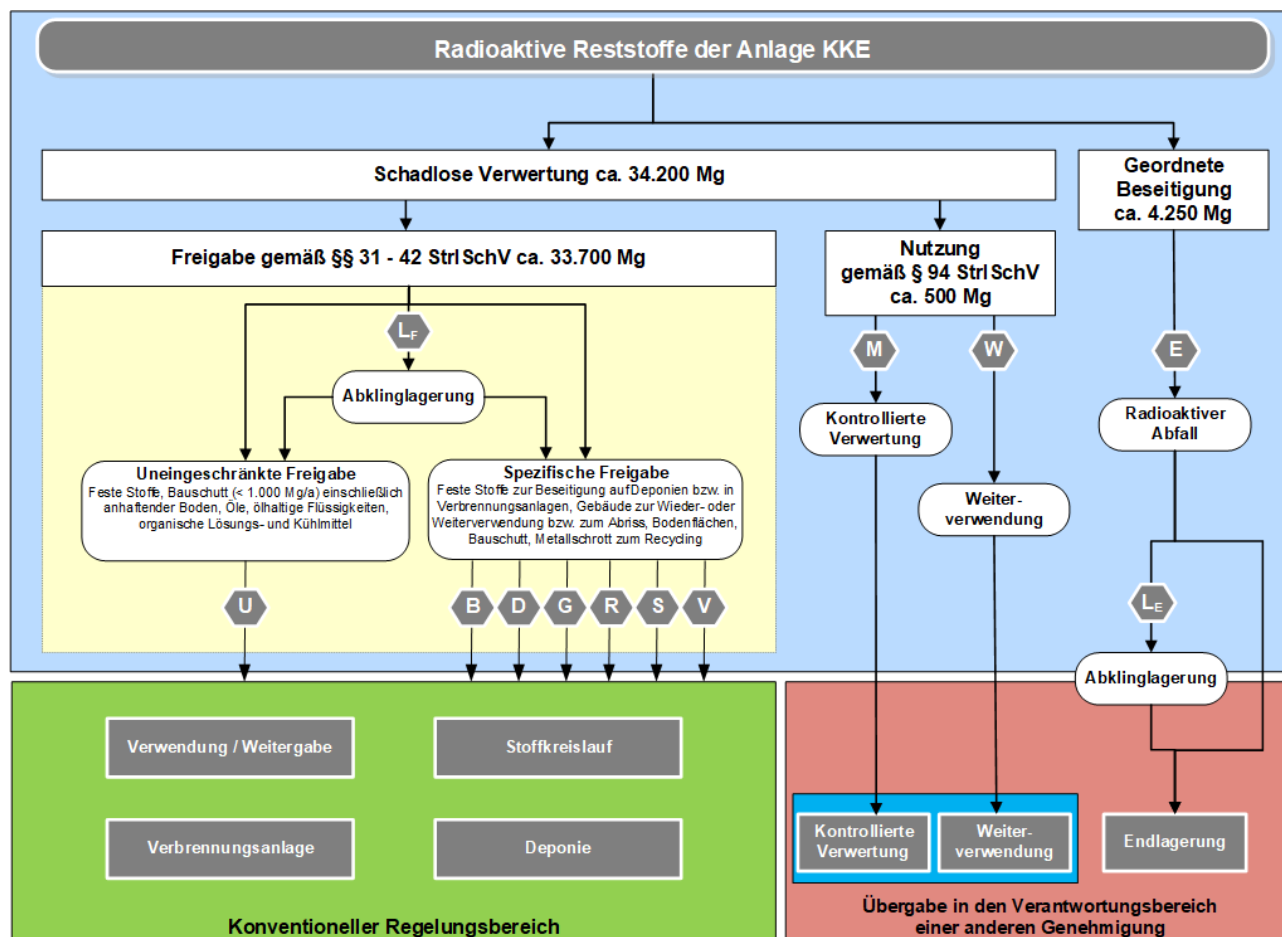 Radioaktive Reststoffe der Anlage KKE
Schadlose Verwertung ca. 34.200 Mg
Geordnete
Beseitigung
ca. 4.250 Mg
Freigabe gemäß §§ 31 - 42 StrlSchV ca. 33.700 Mg
Nutzung
gemäß § 94 StrlSchV
ca. 500 Mg
LF
M
W
E
Abklinglagerung
Kontrollierte
Verwertung
Radioaktiver
Abfall
Uneingeschränkte Freigabe
Feste Stoffe, Bauschutt (< 1.000 Mg/a) einschließlich
anhaftender Boden, Öle, ölhaltige Flüssigkeiten,
organische Lösungs- und Kühlmittel
Spezifische Freigabe
Feste Stoffe zur Beseitigung auf Deponien bzw. in
Verbrennungsanlagen, Gebäude zur Wieder- oder
Weiterverwendung bzw. zum Abriss, Bodenflächen,
Bauschutt, Metallschrott zum Recycling
Weiter-
verwendung
U
B
D
G
R
S
V
LE
Abklinglagerung
Verwendung / Weitergabe
Stoffkreislauf
Verbrennungsanlage
Deponie
Kontrollierte
Verwertung
Weiter-
verwendung
Endlagerung
Konventioneller Regelungsbereich
Übergabe in den Verantwortungsbereich
einer anderen Genehmigung